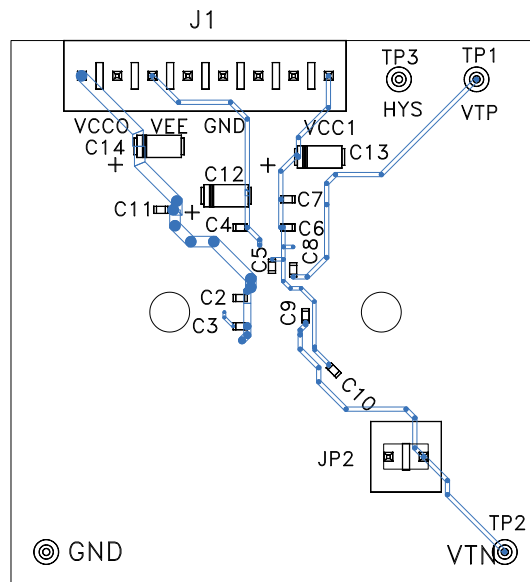 J1
TP3
TP1
HYS
VTP
VCCO VEE GND VCC1
C14
C13
C12
C7
C11
C4
C6
C5
C8
C2
C9
C3
C10
JP2
TP2
GND
VTN